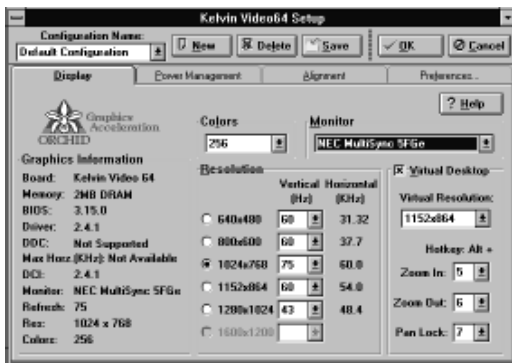 Kelvin Video64 Setup
Configuration Name:
Default Configuration
New
Delete
Save
OK
Cancel
Display
Power Management
Alignment
Preferences...
Help
Graphics
Acceleration
ORCHID
Colors
256
Monitor
NEC MultiSync 5FGe
Graphics Information
Board: Kelvin Video 64
Memory: 2MB DRAM
BIOS: 3.15.0
Driver: 2.4.1
DDC: Not Supported
Max Horz.(KHz): Not Available
DCI: 2.4.1
Monitor: NEC MultiSync 5FGe
Refresh: 75
Res: 1024 x 768
Colors: 256
Resolution
Vertical Horizontal
(Hz) (KHz)
640x480 60 31.32
800x600 60 37.7
1024x768 75 60.0
1152x864 60 54.0
1280x1024 43 48.4
1600x1200
Virtual Desktop
Virtual Resolution:
1152x864
Hotkey: Alt +
Zoom In: 5
Zoom Out: 6
Pan Lock: 7